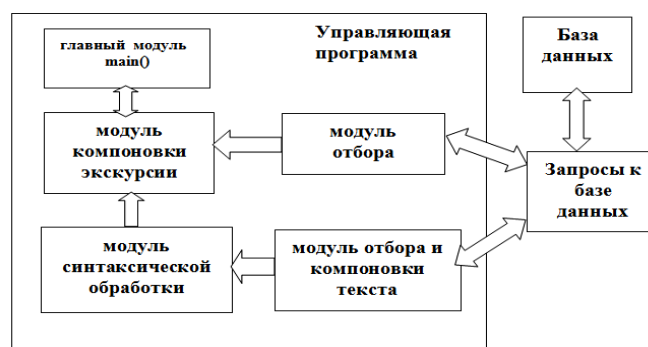 Управляющая
программа
главный модуль
main()
модуль
компоновки
экскурсии
модуль
отбора
модуль
синтаксической
обработки
модуль отбора и
компоновки
текста
База
данных
Запросы к
базе
данных